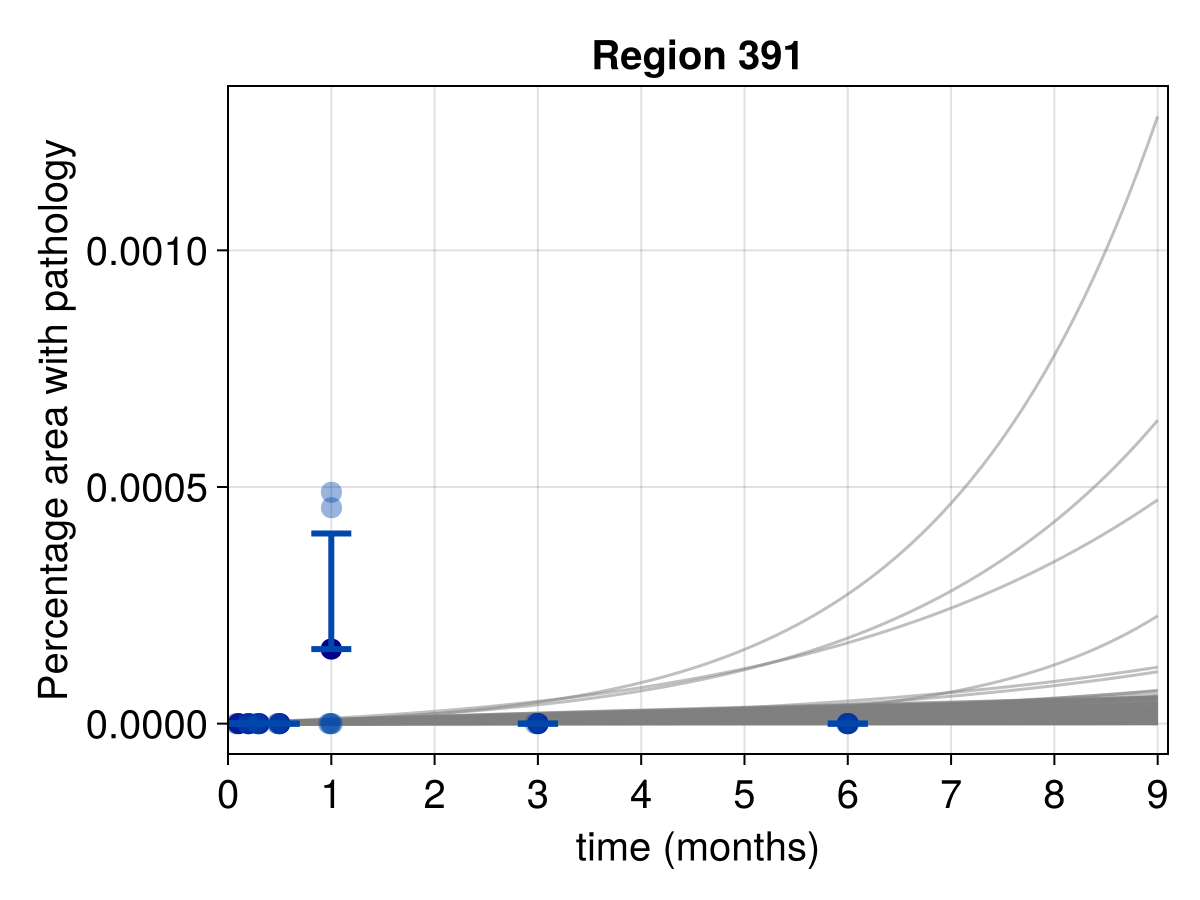 Region 391
Percentage area with pathology
0.0010
0.0005
0.0000
0 1 2 3 4 5 6 7 8 9
time (months)